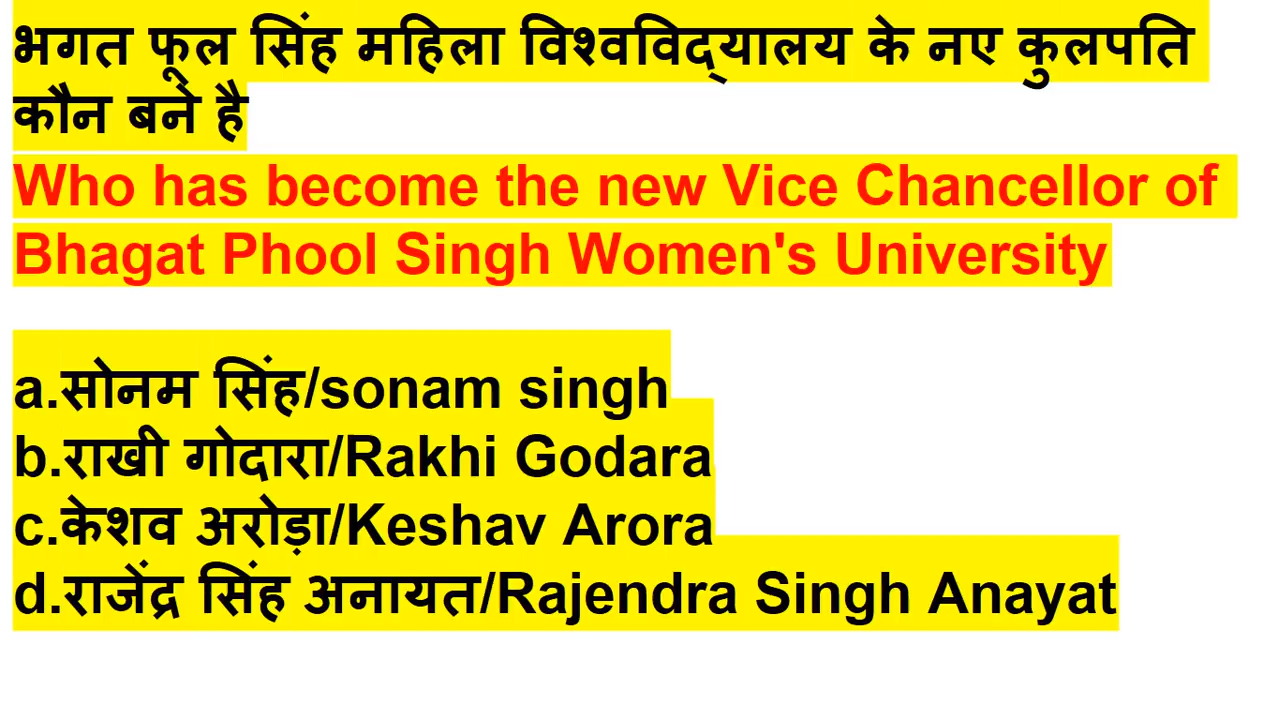 भगत फूल सिंह महिला विश्वविद्यालय के नए कुलपति
कौन बने है
Who has become the new Vice Chancellor of
Bhagat Phool Singh Women's University
a.सोनम सिंह/sonam singh
b.राखी गोदारा/Rakhi Godara
c.केशव अरोड़ा/Keshav Arora
d.राजेंद्र सिंह अनायत/Rajendra Singh Anayat